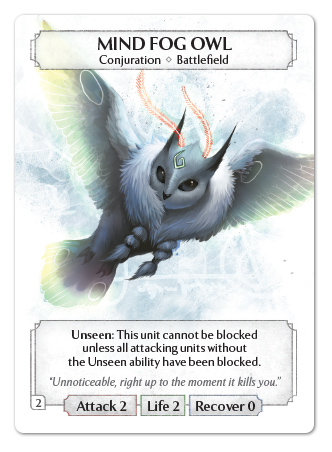 MIND FOG OWL
Conjuration ⟡ Battlefield
Unseen: This unit cannot be blocked
unless all attacking units without
the Unseen ability have been blocked.
“Unnoticeable, right up to the moment it kills you.”
2
Attack 2 Life 2 Recover 0